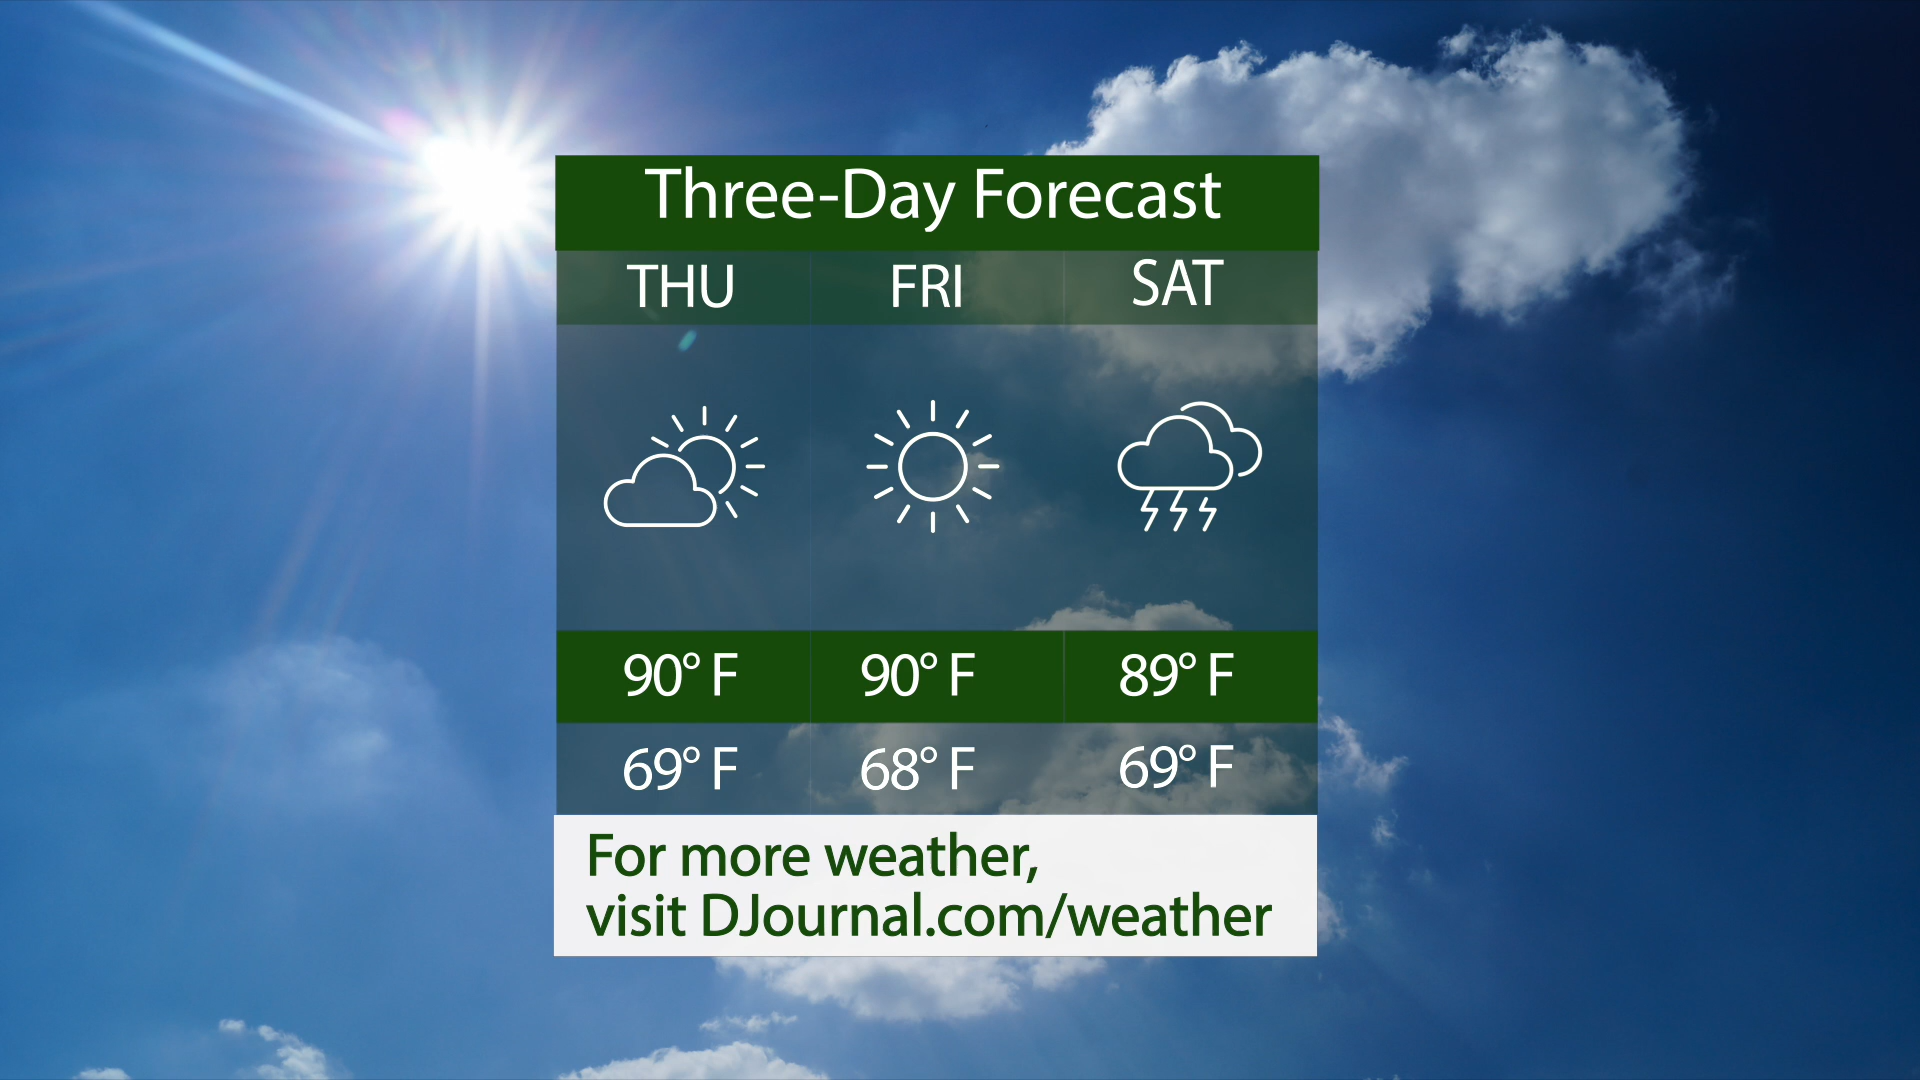 Three-Day Forecast
THU FRI SAT
90° F 90° F 89° F
69° F 68° F 69° F
For more weather,
visit DJournal.com/weather